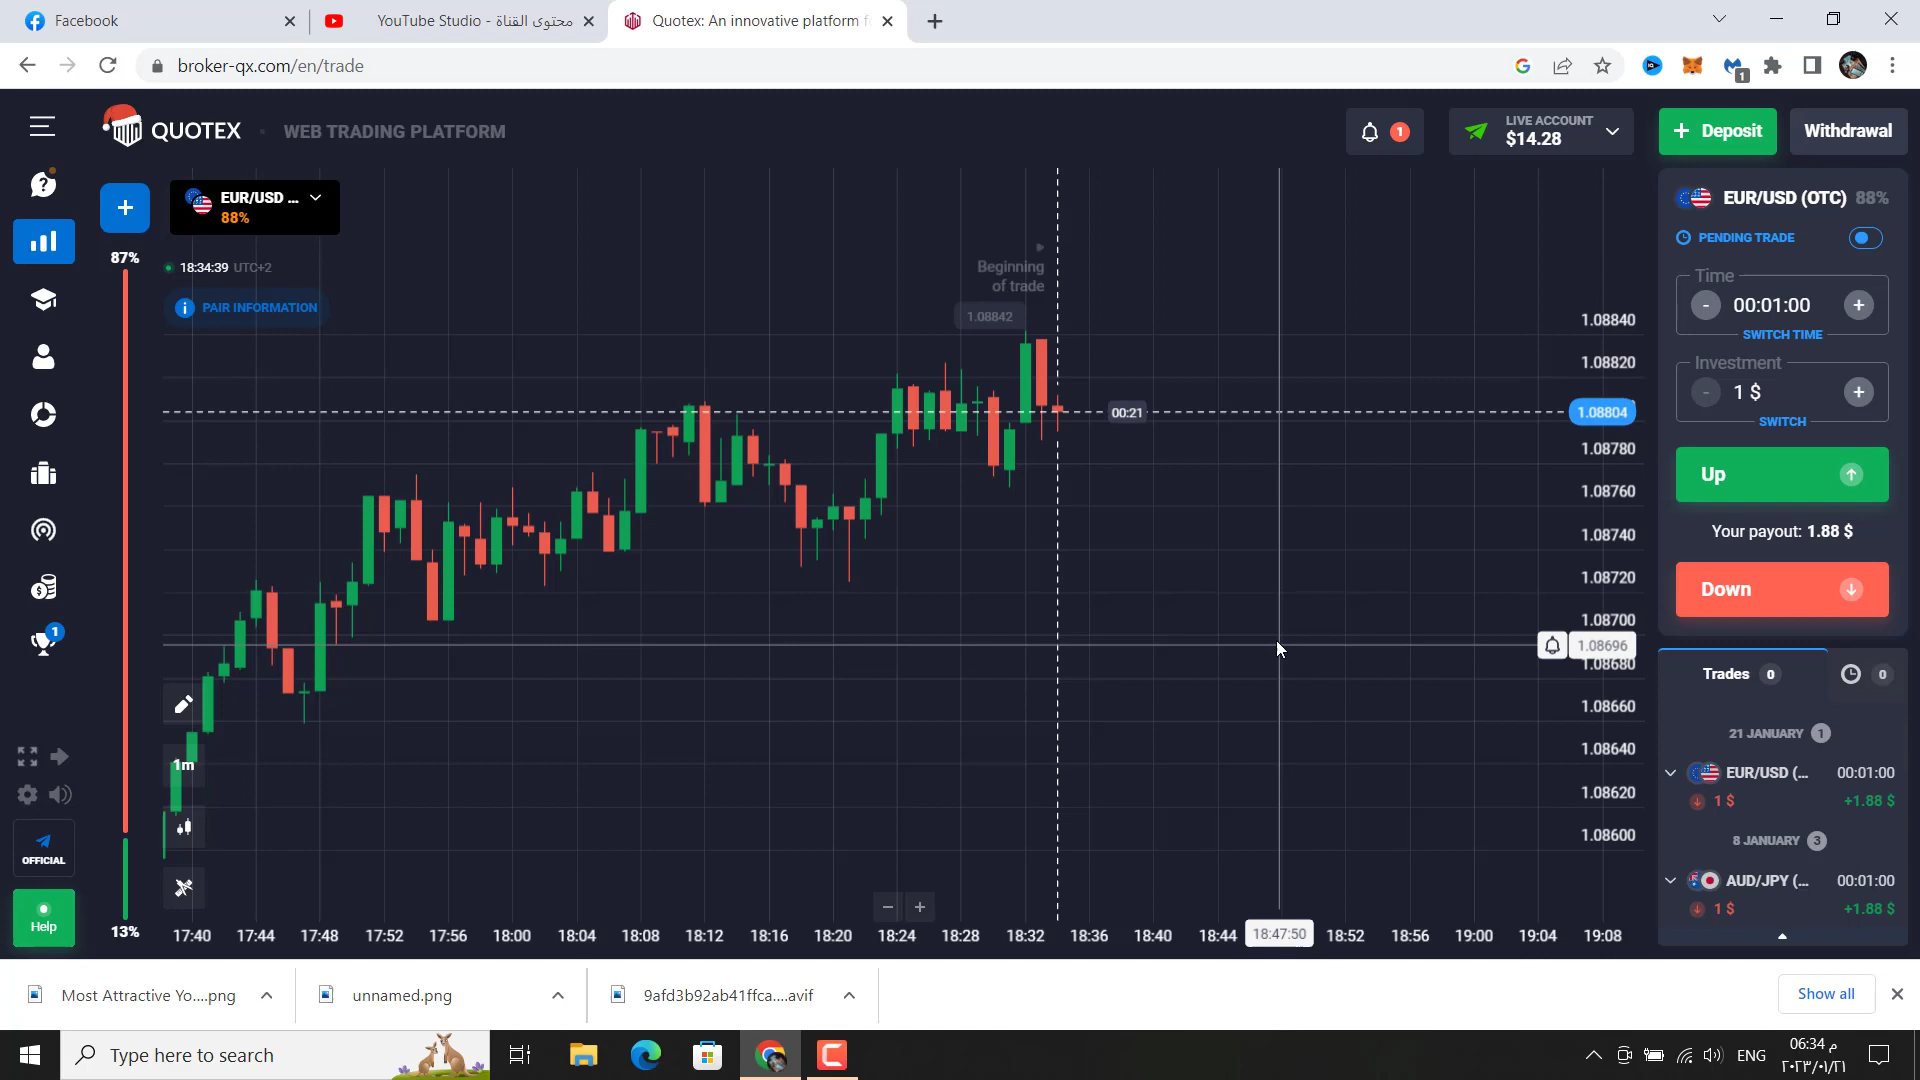 Facebook
YouTube Studio - محتوى القناة
Quotex: An innovative platform f
broker-qx.com/en/trade
1
QUOTEX
WEB TRADING PLATFORM
1
LIVE ACCOUNT
$14.28
+ Deposit
Withdrawal
+
EUR/USD ...
88%
87%
18:34:39 UTC+2
i PAIR INFORMATION
Beginning
of trade
1.08842
00:21
1.08840
1.08820
1.08804
1.08780
1.08760
1.08740
1.08720
1.08700
1.08696
1.08680
1.08660
1.08640
1.08620
1.08600
1m
13%
17:40 17:44 17:48 17:52 17:56 18:00 18:04 18:08 18:12 18:16 18:20 18:24 18:28 18:32 18:36 18:40 18:44 18:47:50 18:52 18:56 19:00 19:04 19:08
1
OFFICIAL
Help
EUR/USD (OTC) 88%
PENDING TRADE
Time
- 00:01:00 +
SWITCH TIME
Investment
- 1 $ +
SWITCH
Up
Your payout: 1.88 $
Down
Trades 0
0
21 JANUARY 1
EUR/USD (... 00:01:00
1 $ +1.88 $
8 JANUARY 3
AUD/JPY (... 00:01:00
1 $ +1.88 $
Most Attractive Yo....png
unnamed.png
9afd3b92ab41ffca....avif
Show all
Type here to search
ENG
06:34 م
٢٠٢٣/٠١/٢١